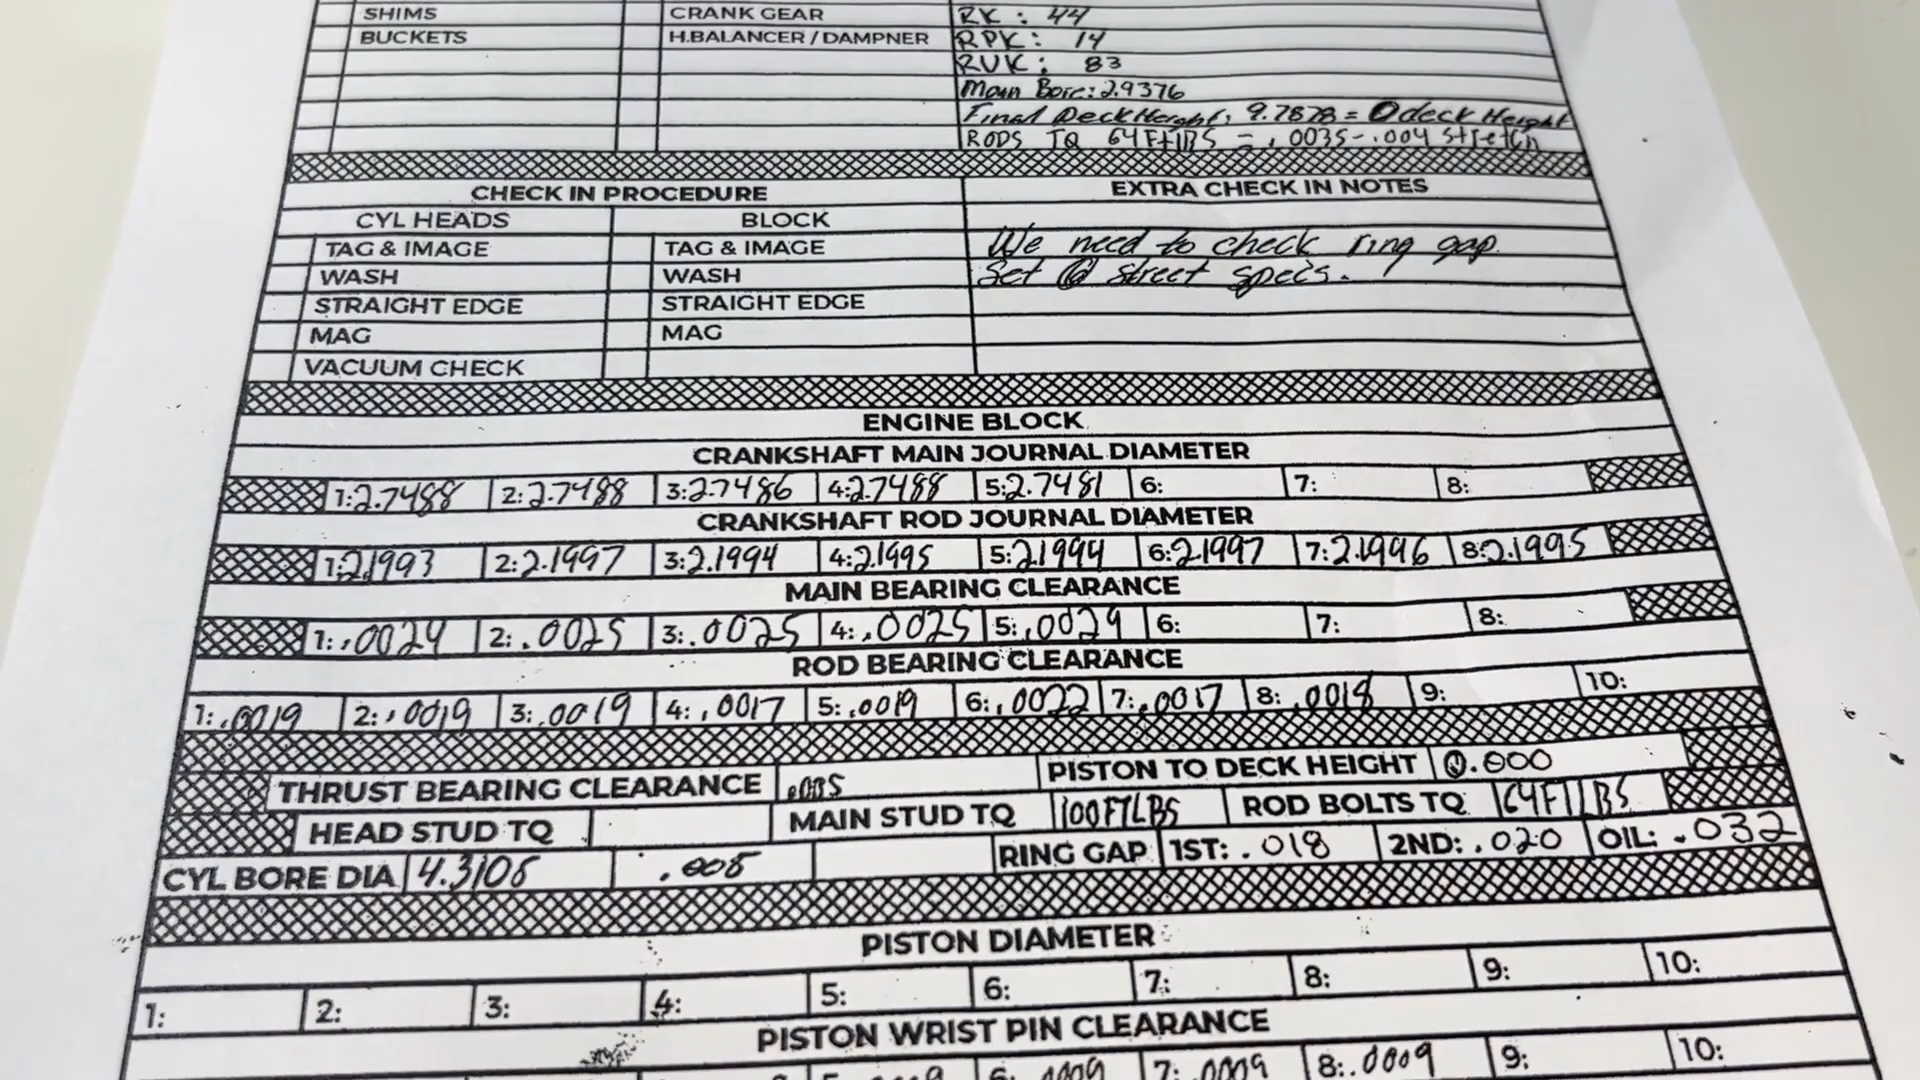 SHIMS CRANK GEAR RK : 44
BUCKETS H.BALANCER / DAMPNER RPK: 14
RVK: 83
Main Bore: 2.9376
Final Deck Height: 9.7878 = 0 deck Height
RODS TQ 64FtlBS = .0035-.004 stretch
CHECK IN PROCEDURE EXTRA CHECK IN NOTES
CYL HEADS BLOCK
TAG & IMAGE TAG & IMAGE We need to check ring gap.
WASH WASH Set @ street specs.
STRAIGHT EDGE STRAIGHT EDGE
MAG MAG
VACUUM CHECK
ENGINE BLOCK
CRANKSHAFT MAIN JOURNAL DIAMETER
1:2.7488 2:2.7488 3:2.7486 4:2.7488 5:2.7481 6: 7: 8:
CRANKSHAFT ROD JOURNAL DIAMETER
1:2.1993 2:2.1997 3:2.1994 4:2.1995 5:2.1994 6:2.1997 7:2.1996 8:2.1995
MAIN BEARING CLEARANCE
1: .0024 2: .0025 3: .0025 4: .0025 5: .0029 6: 7: 8:
ROD BEARING CLEARANCE
1: .0019 2: .0019 3: .0019 4: .0017 5: .0019 6: .0022 7: .0017 8: .0018 9: 10:
THRUST BEARING CLEARANCE PISTON TO DECK HEIGHT 0.000
HEAD STUD TQ MAIN STUD TQ 100FTLBS ROD BOLTS TQ 64FTLBS
CYL BORE DIA .005 RING GAP 1ST: .018 2ND: .020 OIL: .032
PISTON DIAMETER
1: 2: 3: 4: 5: 6: 7: 8: 9: 10:
PISTON WRIST PIN CLEARANCE
7: .0009 8: .0009 9: 10: